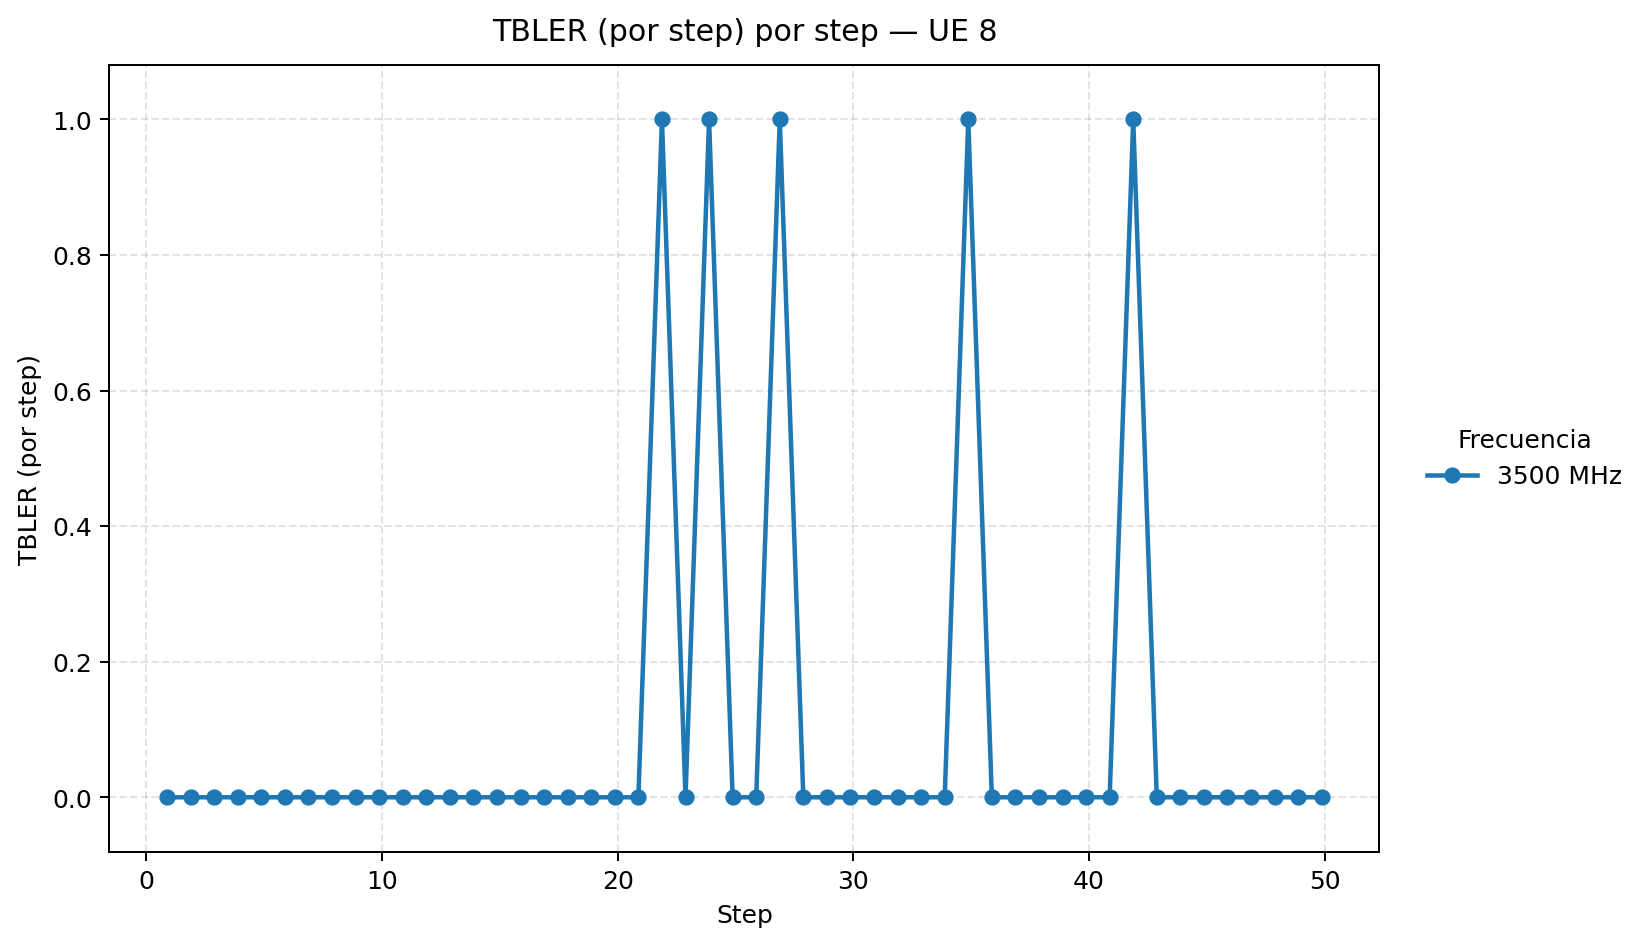 TBLER (por step) por step — UE 8
TBLER (por step)
1.0
0.8
0.6
0.4
0.2
0.0
0 10 20 30 40 50
Step
Frecuencia
3500 MHz